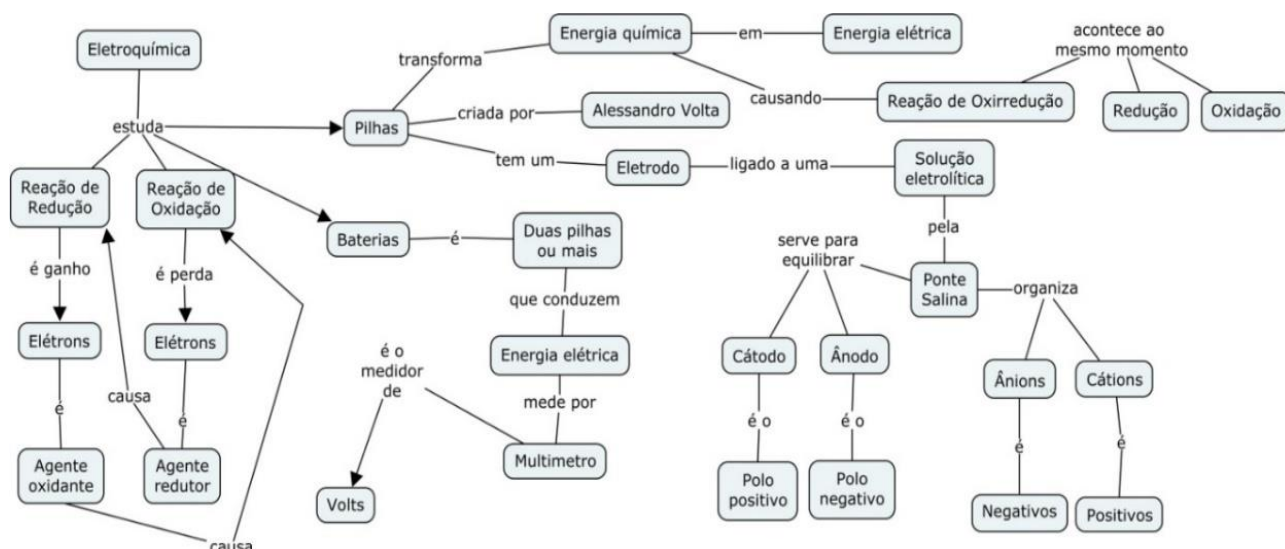 Eletroquímica
estuda
Reação de
Redução
é ganho
Elétrons
é
Agente
oxidante
causa
Reação de
Oxidação
é perda
Elétrons
é
Agente
redutor
causa
Pilhas
transforma
Energia química
em
Energia elétrica
causando
Reação de Oxirredução
acontece ao
mesmo momento
Redução
Oxidação
criada por
Alessandro Volta
tem um
Eletrodo
ligado a uma
Solução
eletrolítica
pela
Ponte
Salina
serve para
equilibrar
Cátodo
é o
Polo
positivo
Ânodo
é o
Polo
negativo
organiza
Ânions
é
Negativos
Cátions
é
Positivos
Baterias
é
Duas pilhas
ou mais
que conduzem
Energia elétrica
mede por
Multimetro
é o
medidor
de
Volts